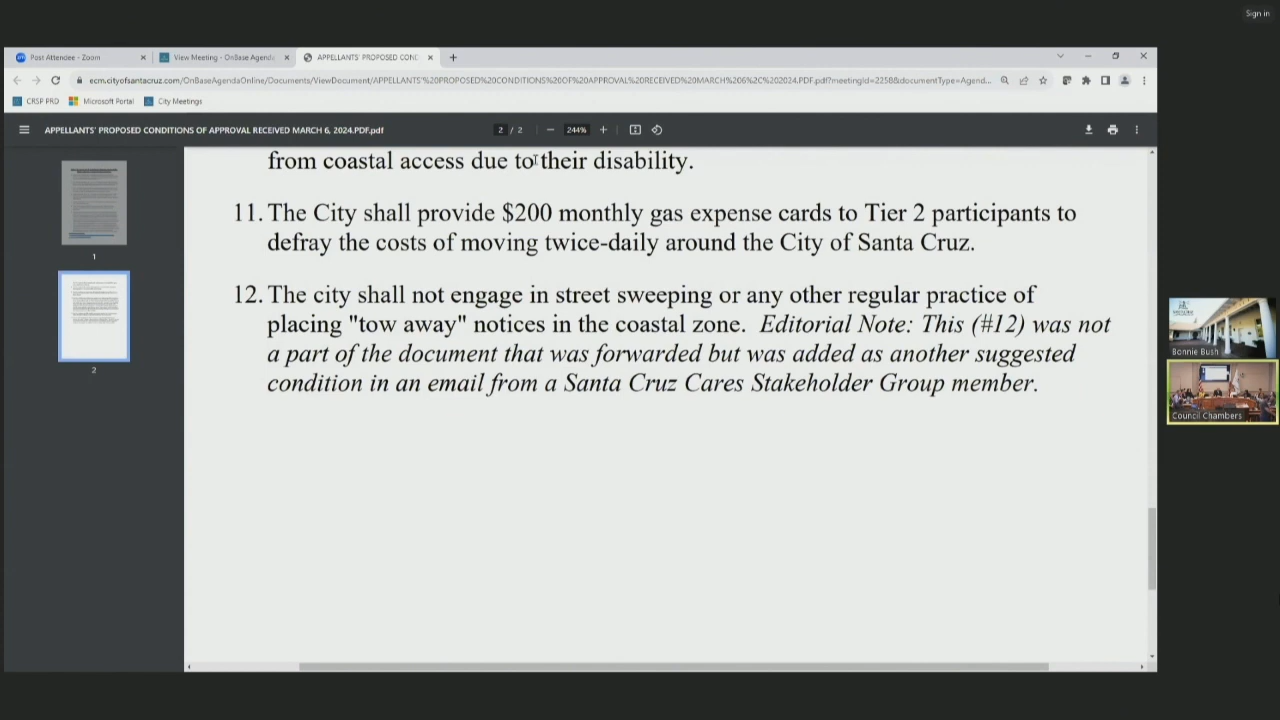 Sign in
Post Attendee - Zoom
View Meeting - OnBase Agenda
APPELLANTS' PROPOSED CONDI
ecm.cityofsantacruz.com/OnBaseAgendaOnline/Documents/ViewDocument/APPELLANTS'%20PROPOSED%20CONDITIONS%20OF%20APPROVAL%20RECEIVED%20MARCH%206%2C%202024.PDF.pdf?meetingId=2258&documentType=Agend...
CRSP PRD
Microsoft Portal
City Meetings
APPELLANTS' PROPOSED CONDITIONS OF APPROVAL RECEIVED MARCH 6, 2024.PDF.pdf
2 / 2
244%
1
2
from coastal access due to their disability.
11. The City shall provide $200 monthly gas expense cards to Tier 2 participants to
defray the costs of moving twice-daily around the City of Santa Cruz.
12. The city shall not engage in street sweeping or any other regular practice of
placing "tow away" notices in the coastal zone. Editorial Note: This (#12) was not
a part of the document that was forwarded but was added as another suggested
condition in an email from a Santa Cruz Cares Stakeholder Group member.
Bonnie Bush
Council Chambers